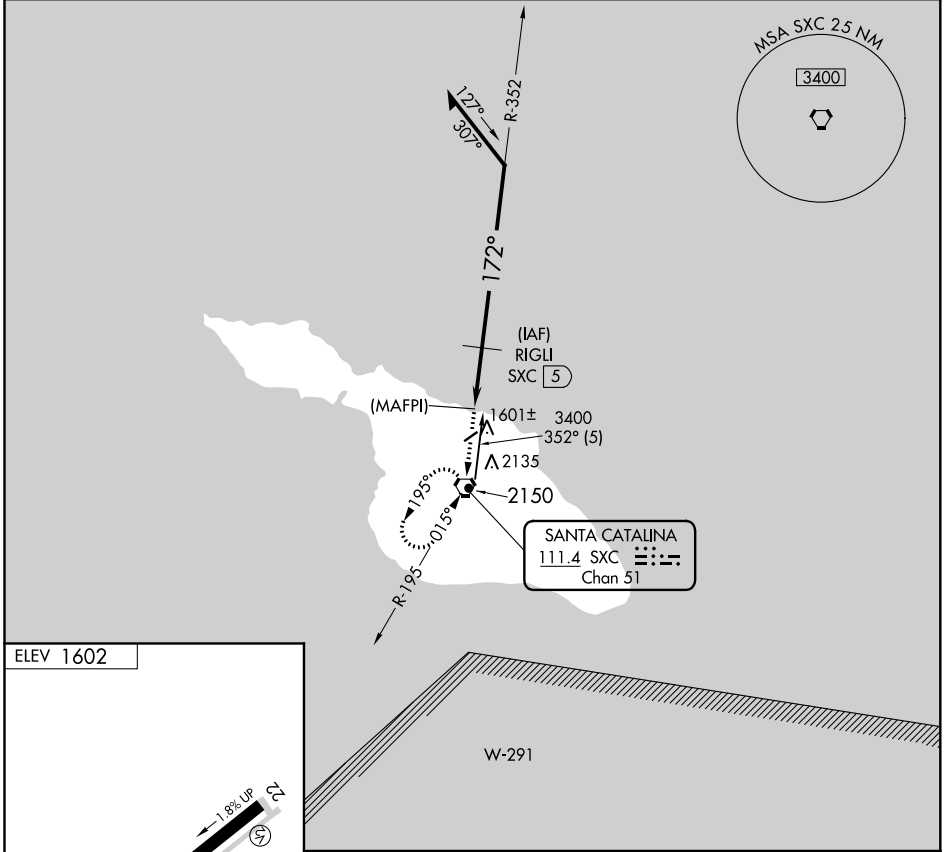 MSA SXC 25 NM
3400
R-352
127°
307°
172°
(IAF)
RIGLI
SXC 5
(MAFPI)
1601± 3400
352° (5)
2135
195°
2150
015°
R-195
SANTA CATALINA
111.4 SXC
Chan 51
ELEV 1602
W-291
1.8% UP
22